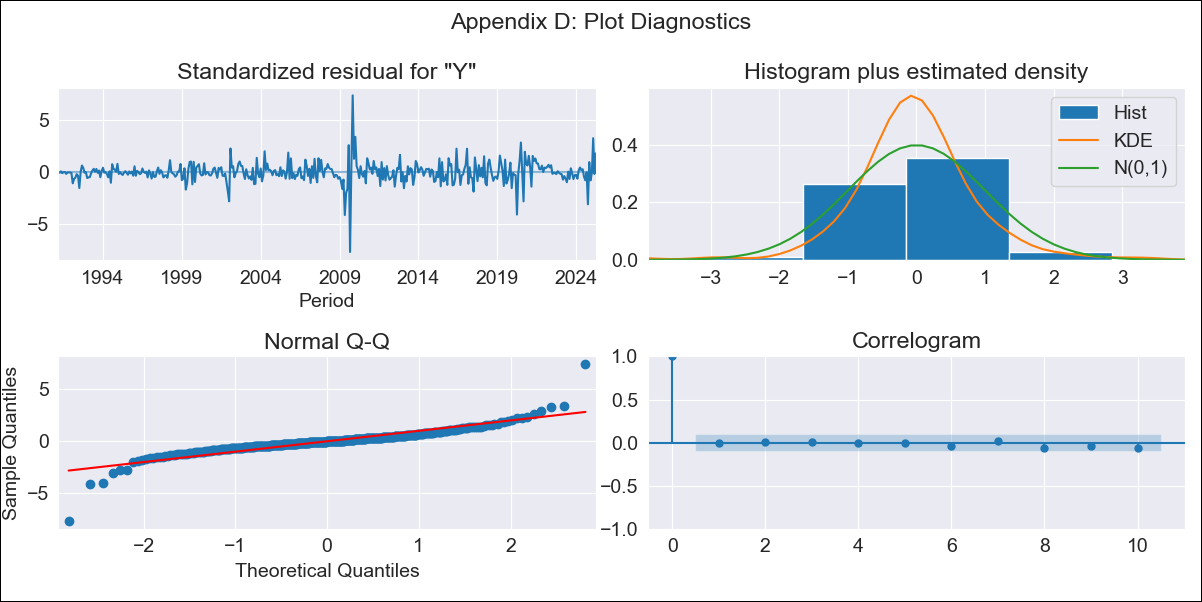 Appendix D: Plot Diagnostics
Standardized residual for "Y"
5
0
−5
1994 1999 2004 2009 2014 2019 2024
Period
Histogram plus estimated density
Hist
KDE
N(0,1)
0.4
0.2
0.0
−3 −2 −1 0 1 2 3
Normal Q-Q
Sample Quantiles
5
0
−5
−2 −1 0 1 2
Theoretical Quantiles
Correlogram
1.0
0.5
0.0
−0.5
−1.0
0 2 4 6 8 10